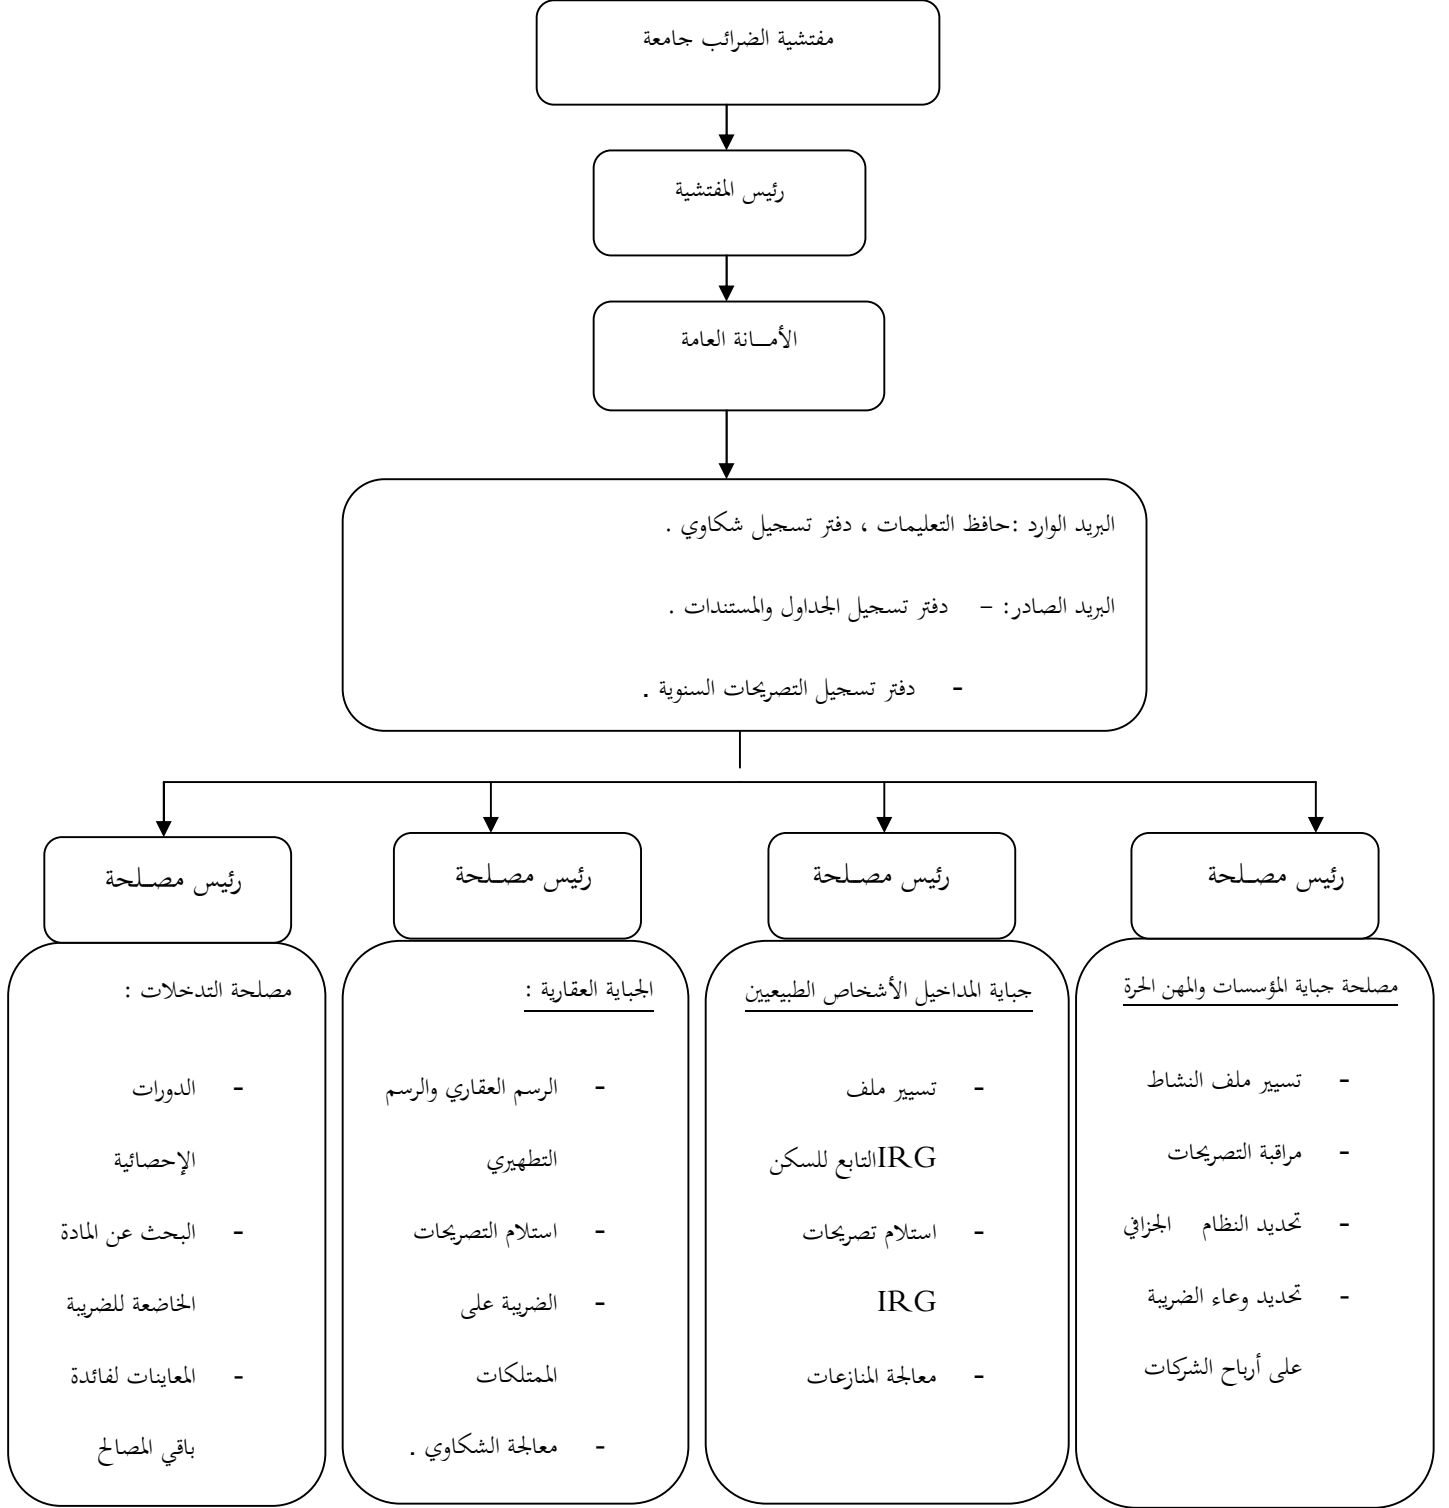 مفتشية الضرائب جامعة
رئيس المفتشية
الأمـــانة العامة
البريد الوارد :حافظ التعليمات ، دفتر تسجيل شكاوي .
البريد الصادر: – دفتر تسجيل الجداول والمستندات .
- دفتر تسجيل التصريحات السنوية .
رئيس مصـلحة
مصلحة جباية المؤسسات والمهن الحرة
- تسيير ملف النشاط
- مراقبة التصريحات
- تحديد النظام الجزافي
- تحديد وعاء الضريبة
على أرباح الشركات
رئيس مصـلحة
جباية المداخيل الأشخاص الطبيعيين
- تسيير ملف
IRGالتابع للسكن
- استلام تصريحات
IRG
- معالجة المنازعات
رئيس مصـلحة
الجباية العقارية :
- الرسم العقاري والرسم
التطهيري
- استلام التصريحات
- الضريبة على
الممتلكات
- معالجة الشكاوي .
رئيس مصـلحة
مصلحة التدخلات :
- الدورات
الإحصائية
- البحث عن المادة
الخاضعة للضريبة
- المعاينات لفائدة
باقي المصالح